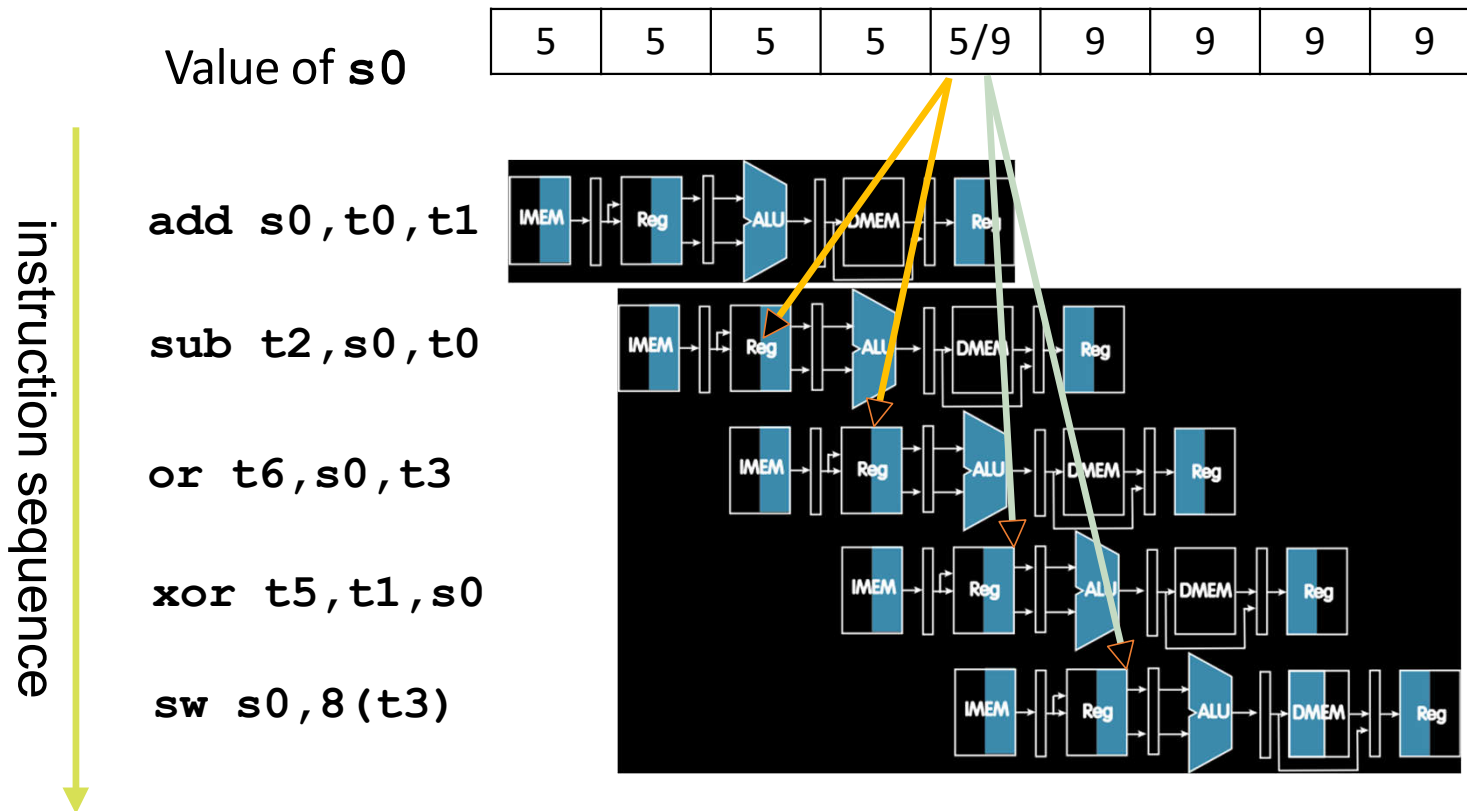 Value of s0 5 5 5 5 5/9 9 9 9 9
instruction sequence
add s0,t0,t1 IMEM Reg ALU DMEM Reg
sub t2,s0,t0 IMEM Reg ALU DMEM Reg
or t6,s0,t3 IMEM Reg ALU DMEM Reg
xor t5,t1,s0 IMEM Reg ALU DMEM Reg
sw s0,8(t3) IMEM Reg ALU DMEM Reg